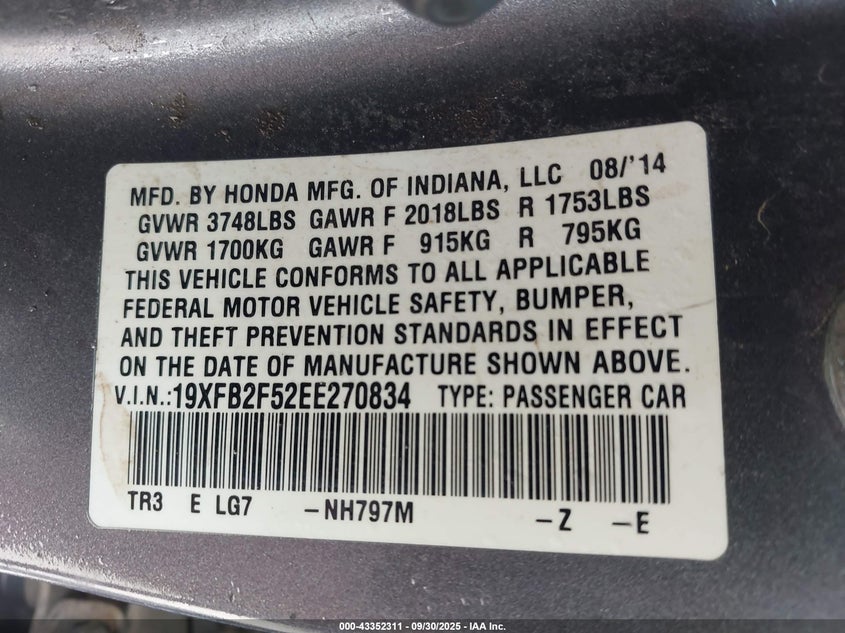 MFD. BY HONDA MFG. OF INDIANA, LLC 08/'14
GVWR 3748LBS GAWR F 2018LBS R 1753LBS
GVWR 1700KG GAWR F 915KG R 795KG
THIS VEHICLE CONFORMS TO ALL APPLICABLE
FEDERAL MOTOR VEHICLE SAFETY, BUMPER,
AND THEFT PREVENTION STANDARDS IN EFFECT
ON THE DATE OF MANUFACTURE SHOWN ABOVE.
V.I.N.:19XFB2F52EE270834 TYPE: PASSENGER CAR
TR3 E LG7 -NH797M -Z -E
000-43352311 - 09/30/2025 - IAA Inc.